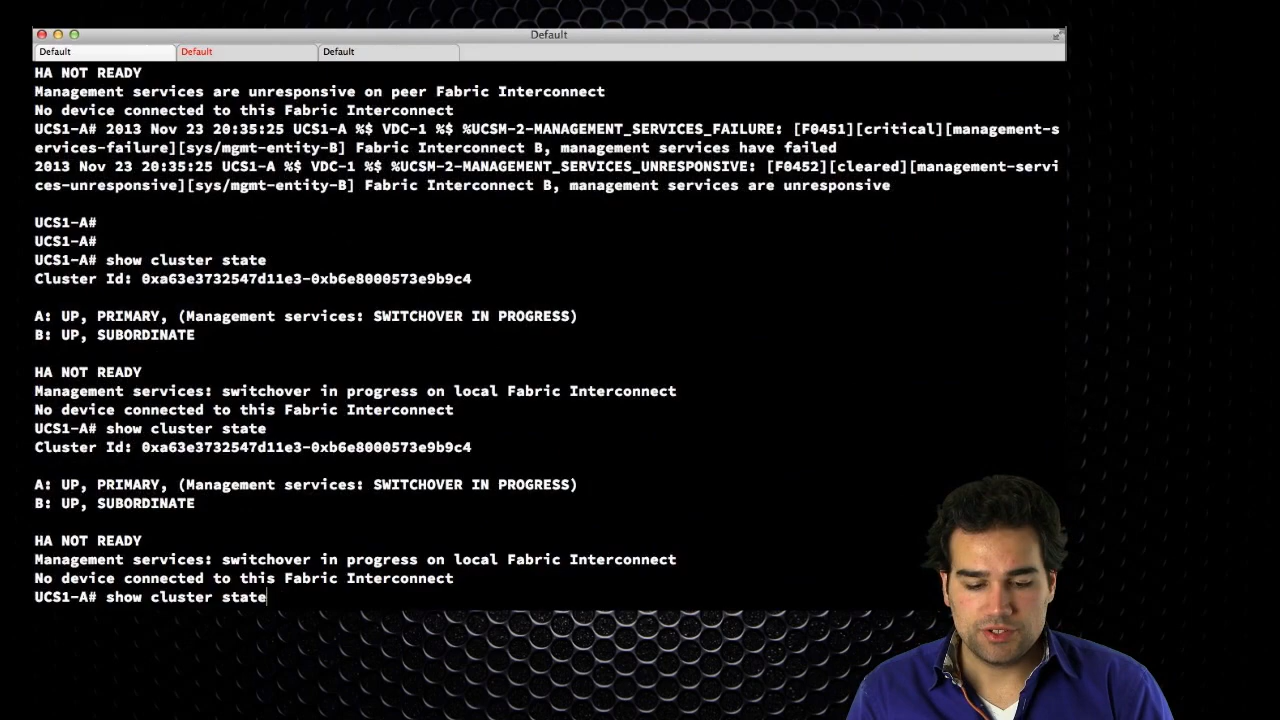 Default
Default
Default
Default
HA NOT READY
Management services are unresponsive on peer Fabric Interconnect
No device connected to this Fabric Interconnect
UCS1-A# 2013 Nov 23 20:35:25 UCS1-A %$ VDC-1 %$ %UCSM-2-MANAGEMENT_SERVICES_FAILURE: [F0451][critical][management-s
ervices-failure][sys/mgmt-entity-B] Fabric Interconnect B, management services have failed
2013 Nov 23 20:35:25 UCS1-A %$ VDC-1 %$ %UCSM-2-MANAGEMENT_SERVICES_UNRESPONSIVE: [F0452][cleared][management-servi
ces-unresponsive][sys/mgmt-entity-B] Fabric Interconnect B, management services are unresponsive
UCS1-A#
UCS1-A#
UCS1-A# show cluster state
Cluster Id: 0xa63e3732547d11e3-0xb6e8000573e9b9c4
A: UP, PRIMARY, (Management services: SWITCHOVER IN PROGRESS)
B: UP, SUBORDINATE
HA NOT READY
Management services: switchover in progress on local Fabric Interconnect
No device connected to this Fabric Interconnect
UCS1-A# show cluster state
Cluster Id: 0xa63e3732547d11e3-0xb6e8000573e9b9c4
A: UP, PRIMARY, (Management services: SWITCHOVER IN PROGRESS)
B: UP, SUBORDINATE
HA NOT READY
Management services: switchover in progress on local Fabric Interconnect
No device connected to this Fabric Interconnect
UCS1-A# show cluster state